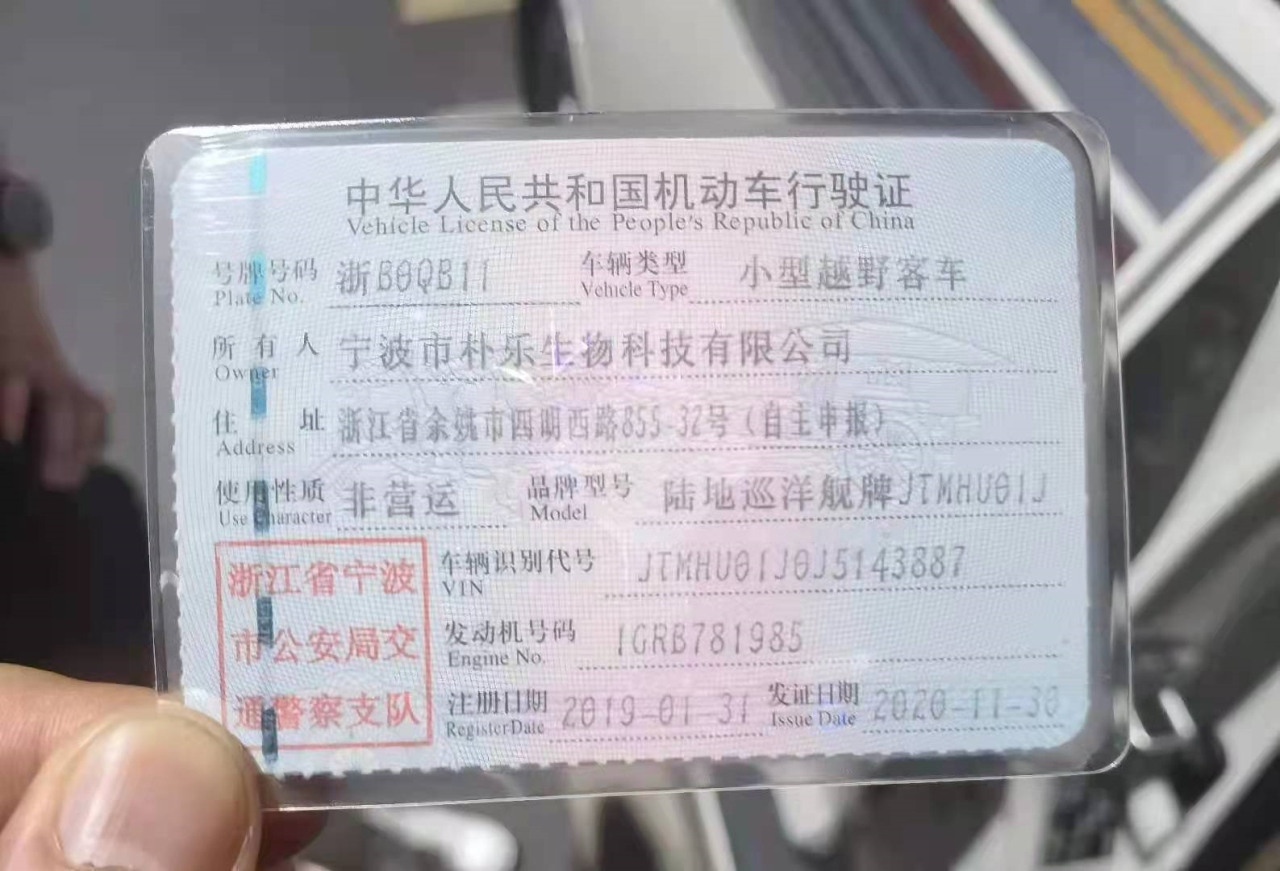 中华人民共和国机动车行驶证
Vehicle License of the People's Republic of China
号牌号码 浙B0QB11 车辆类型 小型越野客车
Plate No. Vehicle Type
所有人 宁波市朴乐生物科技有限公司
Owner
住址 浙江省余姚市四明西路855-32号（自主申报）
Address
使用性质 非营运 品牌型号 陆地巡洋舰牌JTMHU01J
Use Character Model
浙江省宁波
市公安局交
通警察支队
车辆识别代号 JTMHU01J0J5143887
VIN
发动机号码 1GRB781985
Engine No.
注册日期 2019-01-31 发证日期 2020-11-30
Register Date Issue Date